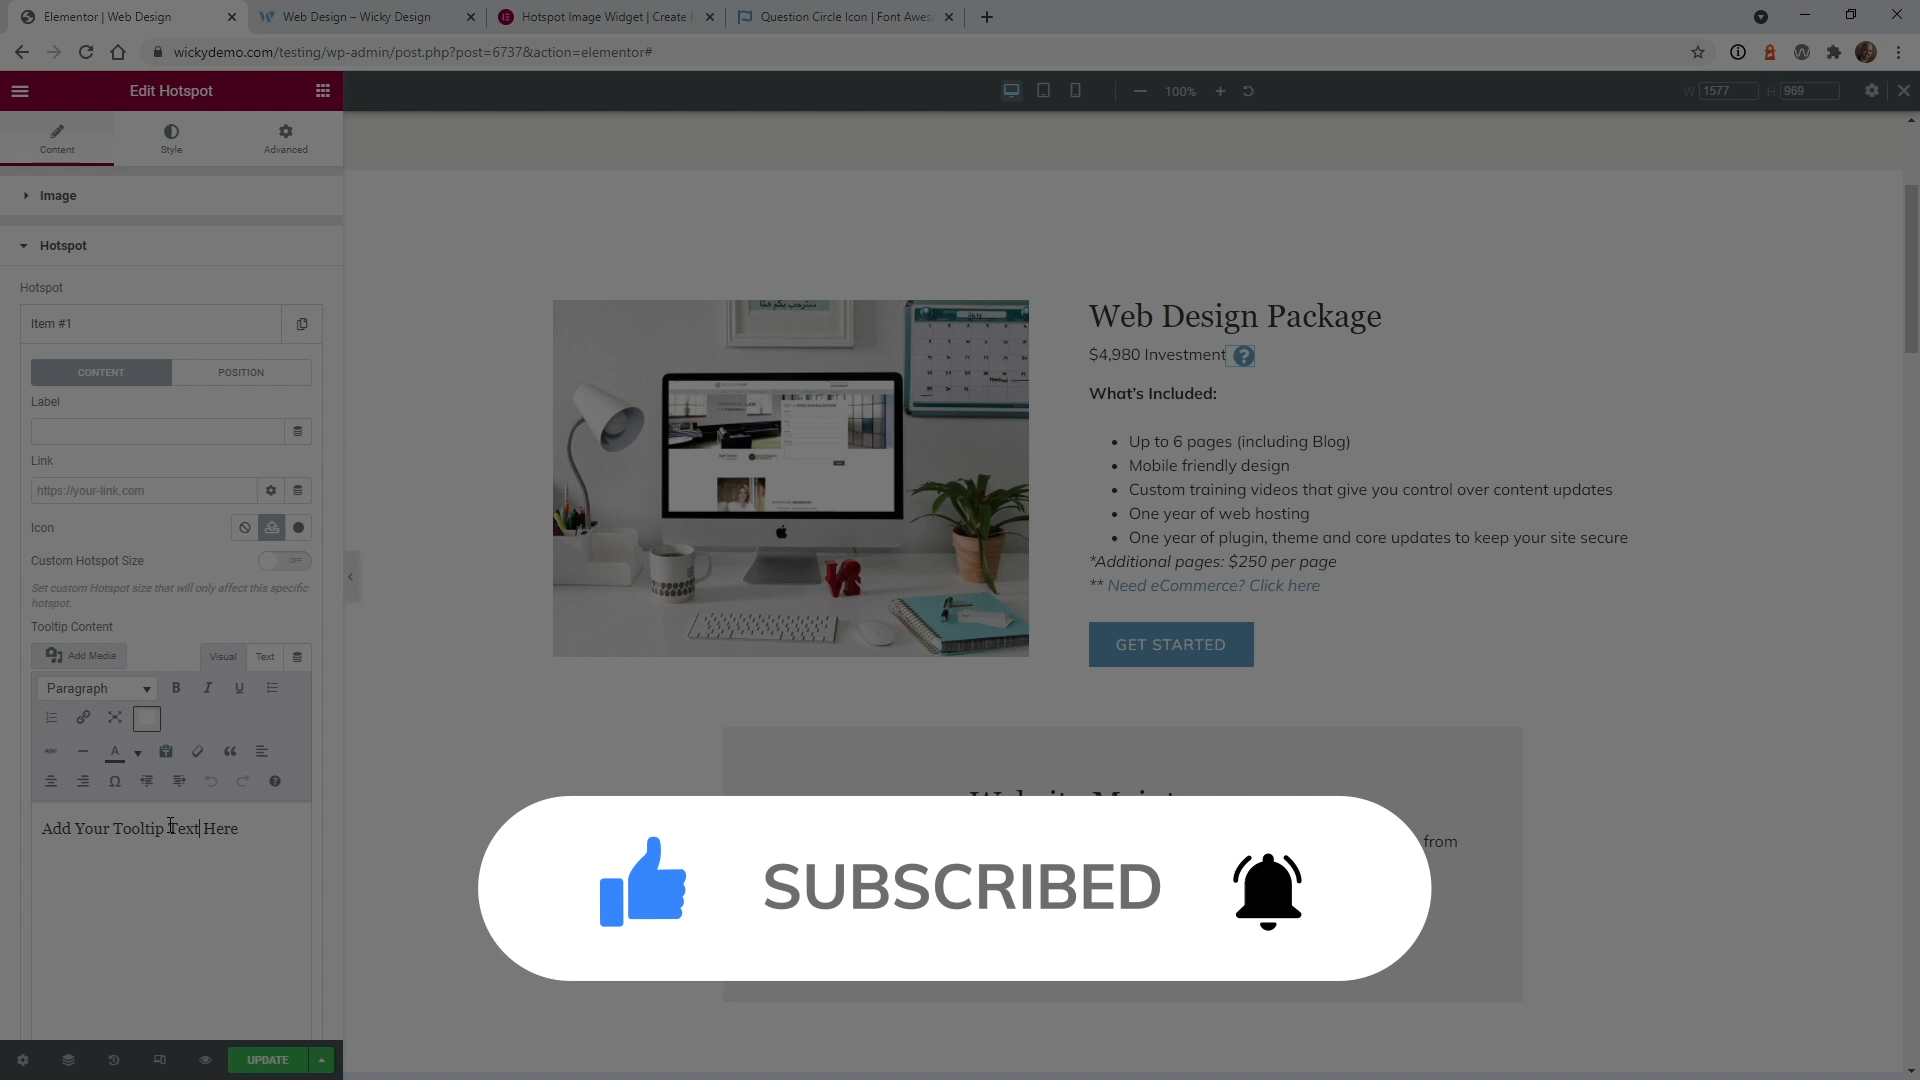 Elementor | Web Design
Web Design – Wicky Design
Hotspot Image Widget | Create
Question Circle Icon | Font Awes
wickydemo.com/testing/wp-admin/post.php?post=6737&action=elementor#
Edit Hotspot
100%
W 1577
H 969
Content
Style
Advanced
Image
Hotspot
Hotspot
Item #1
CONTENT
POSITION
Label
Link
https://your-link.com
Icon
Custom Hotspot Size
OFF
Set custom Hotspot size that will only affect this specific
hotspot.
Tooltip Content
Add Media
Visual
Text
Paragraph
B I U
ABC
A
Ω
Add Your Tooltip Text Here
UPDATE
Web Design Package
$4,980 Investment ?
What's Included:
• Up to 6 pages (including Blog)
• Mobile friendly design
• Custom training videos that give you control over content updates
• One year of web hosting
• One year of plugin, theme and core updates to keep your site secure
*Additional pages: $250 per page
** Need eCommerce? Click here
GET STARTED
from
SUBSCRIBED